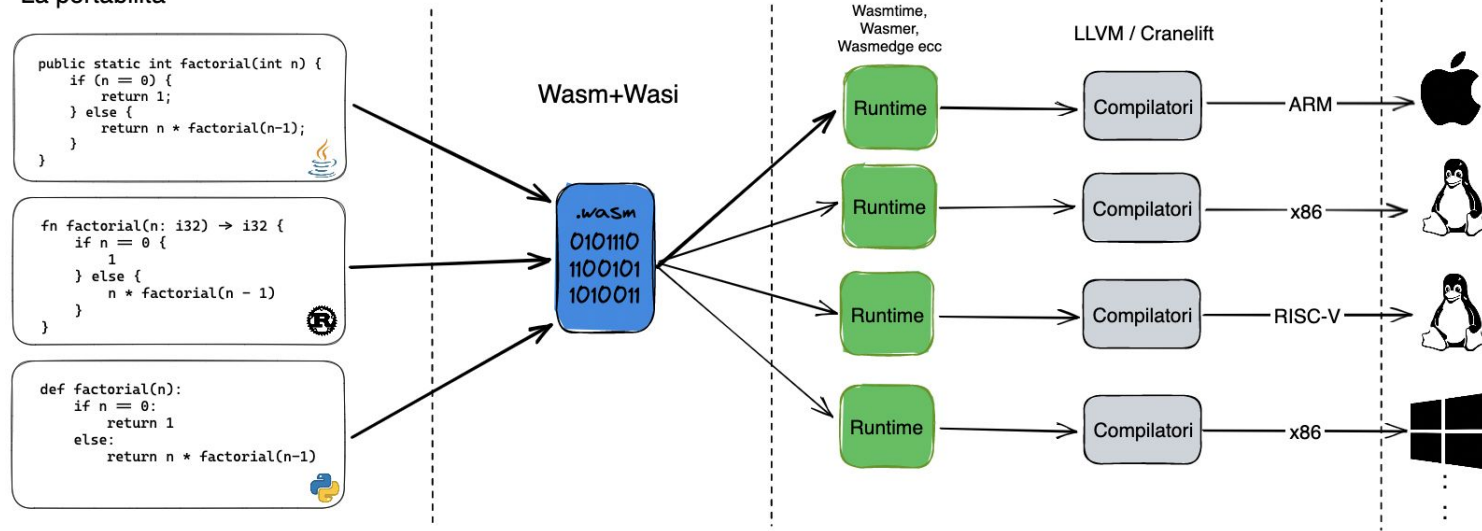 La portabilità
public static int factorial(int n) {
if (n == 0) {
return 1;
} else {
return n * factorial(n-1);
}
}
fn factorial(n: i32) → i32 {
if n == 0 {
1
} else {
n * factorial(n - 1)
}
}
R
def factorial(n):
if n == 0:
return 1
else:
return n * factorial(n-1)
Wasm+Wasi
.wasm
0101110
1100101
1010011
Wasmtime,
Wasmer,
Wasmedge ecc
LLVM / Cranelift
Runtime
Compilatori
ARM
Runtime
Compilatori
x86
Runtime
Compilatori
RISC-V
Runtime
Compilatori
x86